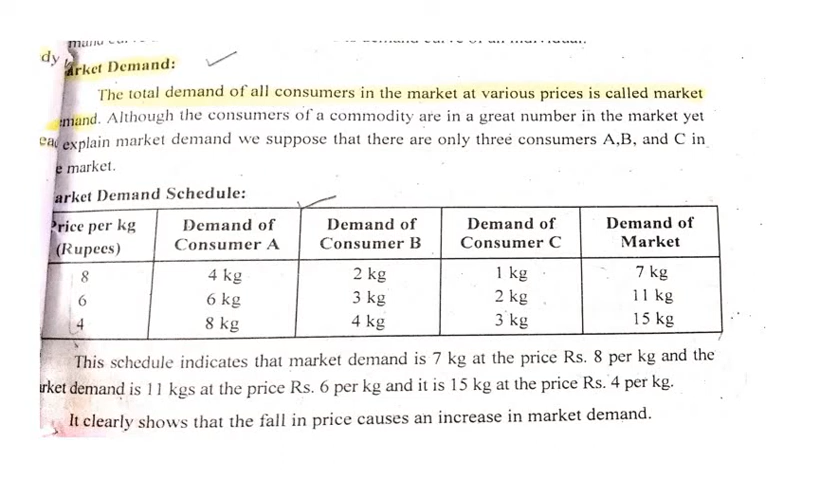 dy
arket Demand:
The total demand of all consumers in the market at various prices is called market
emand. Although the consumers of a commodity are in a great number in the market yet
explain market demand we suppose that there are only three consumers A,B, and C in
e market.
arket Demand Schedule:
Price per kg (Rupees) Demand of Consumer A Demand of Consumer B Demand of Consumer C Demand of Market
8 4 kg 2 kg 1 kg 7 kg
6 6 kg 3 kg 2 kg 11 kg
4 8 kg 4 kg 3 kg 15 kg
This schedule indicates that market demand is 7 kg at the price Rs. 8 per kg and the
arket demand is 11 kgs at the price Rs. 6 per kg and it is 15 kg at the price Rs. 4 per kg.
It clearly shows that the fall in price causes an increase in market demand.